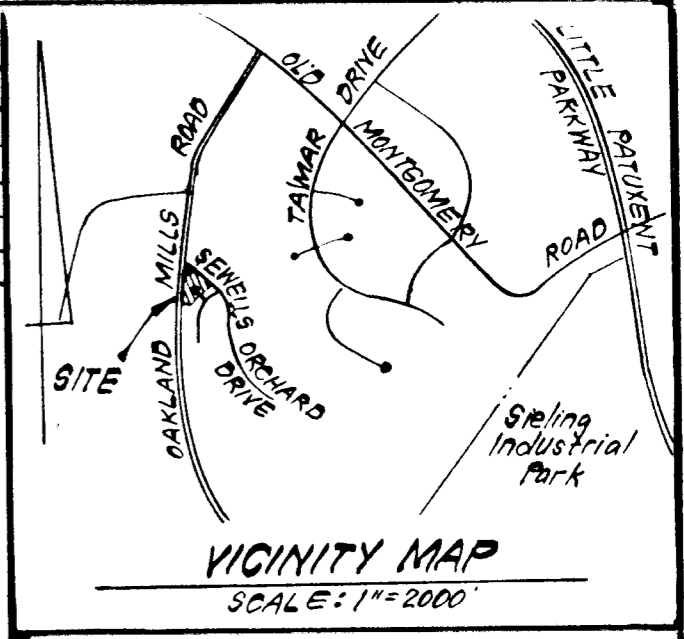 OLD MONTGOMERY ROAD
TAMAR DRIVE
LITTLE PATUXENT
PARKWAY
OAKLAND MILLS ROAD
SEWELLS ORCHARD
DRIVE
SITE
Sieling
Industrial
Park
VICINITY MAP
SCALE: 1"=2000'